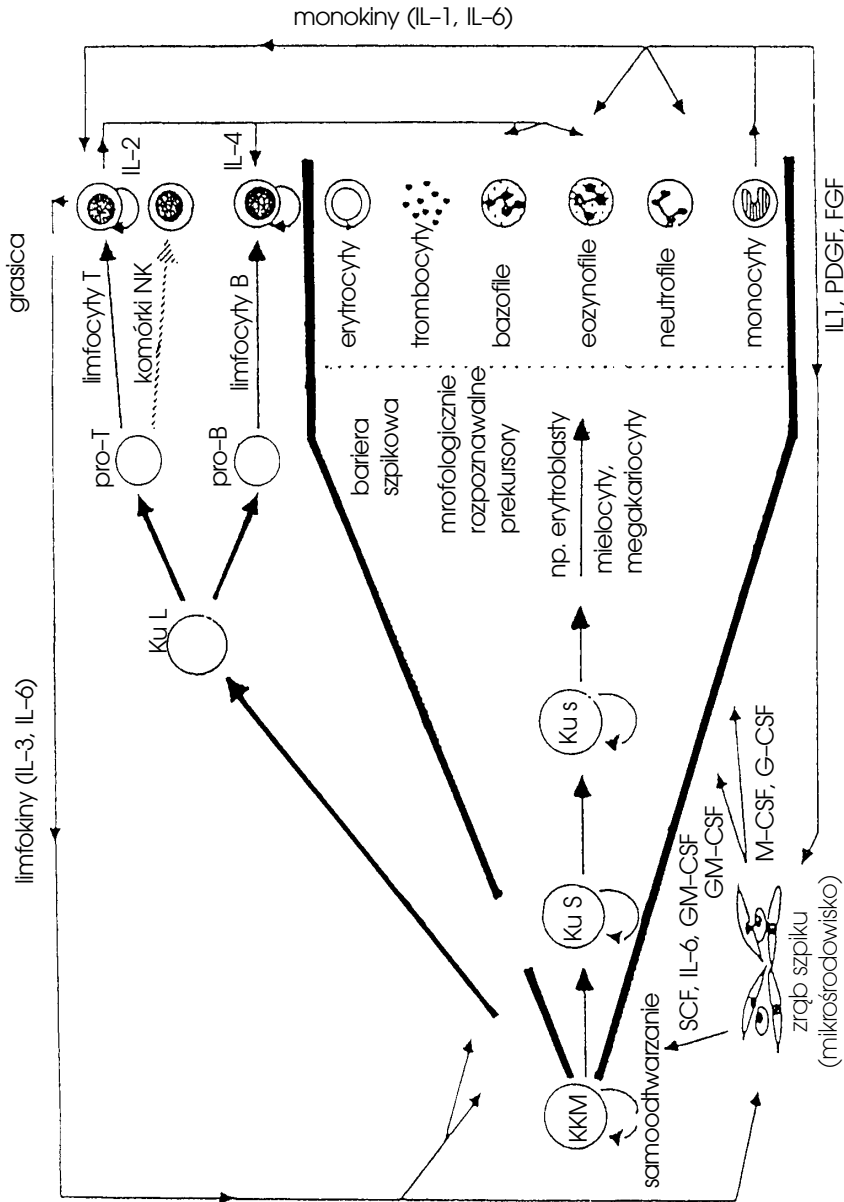 monokiny (IL–1, IL–6)
grasica
limfocyty T
komórki NK
IL–2
limfocyty B
IL–4
pro–T
pro–B
Ku L
limfokiny (IL–3, IL–6)
erytrocyty
trombocyty
bazofile
eozynofile
neutrofile
monocyty
bariera
szpikowa
mrofologicznie
rozpoznawalne
prekursory
np. erytroblasty
mielocyty,
megakariocyty
Ku s
Ku S
KKM
samoodtwarzanie
SCF, IL–6, GM–CSF
GM–CSF
M–CSF, G–CSF
zrąb szpiku
(mikrośrodowisko)
IL1, PDGF, FGF